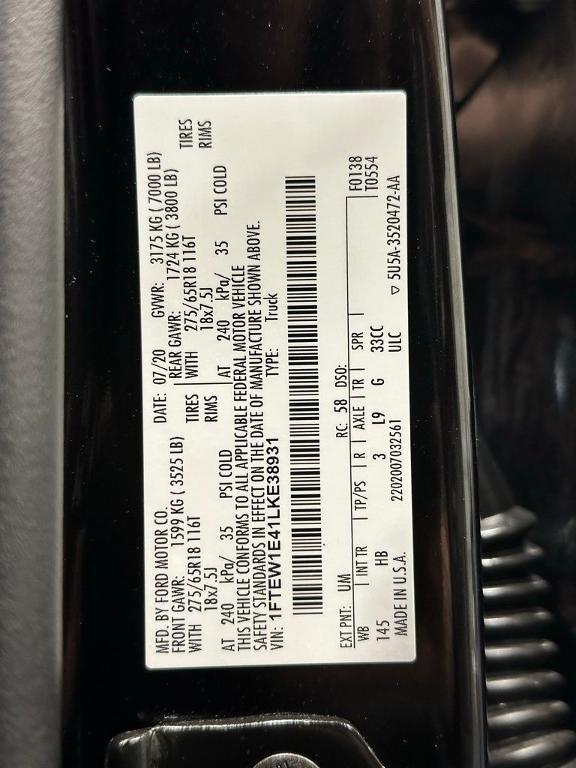 MFD. BY FORD MOTOR CO.
DATE: 07/20 GVWR: 3175 KG ( 7000 LB)
FRONT GAWR: 1599 KG ( 3525 LB) REAR GAWR: 1724 KG ( 3800 LB)
WITH 275/65R18 116T TIRES WITH 275/65R18 116T TIRES
18x7.5J RIMS 18x7.5J RIMS
AT 240 kPa/ 35 PSI COLD AT 240 kPa/ 35 PSI COLD
THIS VEHICLE CONFORMS TO ALL APPLICABLE FEDERAL MOTOR VEHICLE
SAFETY STANDARDS IN EFFECT ON THE DATE OF MANUFACTURE SHOWN ABOVE.
VIN: 1FTEW1E41LKE38931 TYPE: Truck
EXT PNT: UM RC: 58 DSO: F0138
WB INT TR TP/PS R AXLE TR SPR T0554
145 HB 3 L9 G 33CC
MADE IN U.S.A. 2202007032561 ULC ▽ 5U5A-3520472-AA